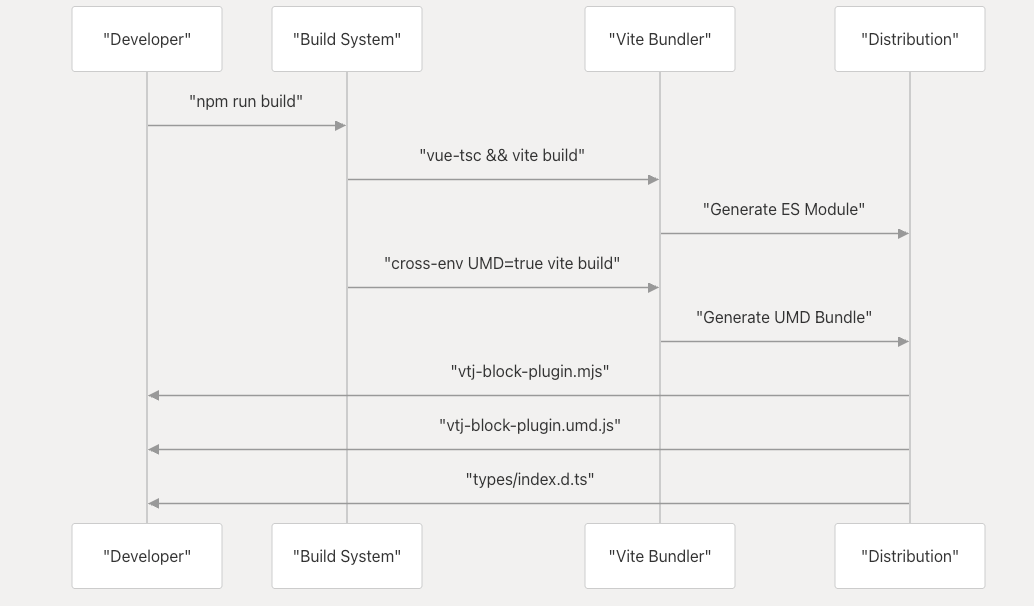 "Developer"
"Build System"
"Vite Bundler"
"Distribution"
"npm run build"
"vue-tsc && vite build"
"Generate ES Module"
"cross-env UMD=true vite build"
"Generate UMD Bundle"
"vtj-block-plugin.mjs"
"vtj-block-plugin.umd.js"
"types/index.d.ts"
"Developer"
"Build System"
"Vite Bundler"
"Distribution"